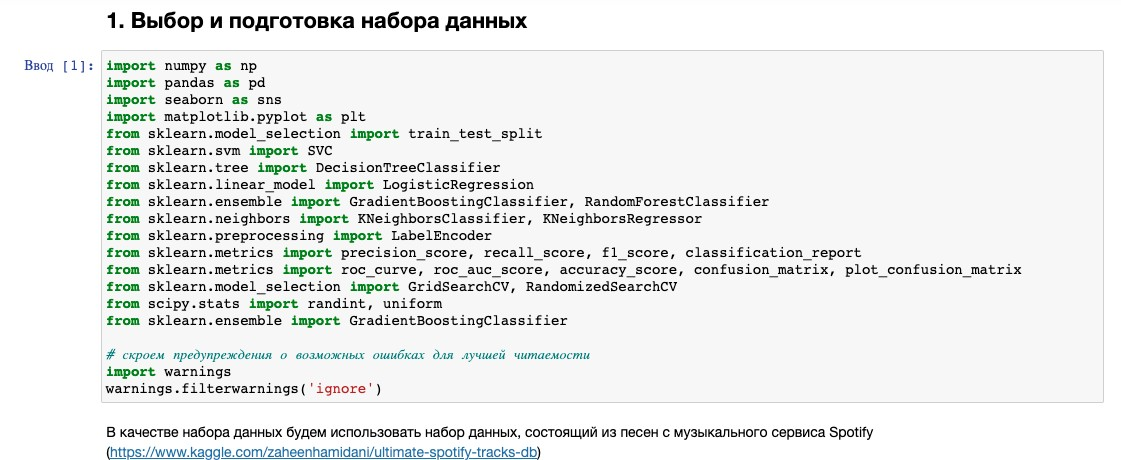 1. Выбор и подготовка набора данных
Ввод [1]:
import numpy as np
import pandas as pd
import seaborn as sns
import matplotlib.pyplot as plt
from sklearn.model_selection import train_test_split
from sklearn.svm import SVC
from sklearn.tree import DecisionTreeClassifier
from sklearn.linear_model import LogisticRegression
from sklearn.ensemble import GradientBoostingClassifier, RandomForestClassifier
from sklearn.neighbors import KNeighborsClassifier, KNeighborsRegressor
from sklearn.preprocessing import LabelEncoder
from sklearn.metrics import precision_score, recall_score, f1_score, classification_report
from sklearn.metrics import roc_curve, roc_auc_score, accuracy_score, confusion_matrix, plot_confusion_matrix
from sklearn.model_selection import GridSearchCV, RandomizedSearchCV
from scipy.stats import randint, uniform
from sklearn.ensemble import GradientBoostingClassifier
# скроем предупреждения о возможных ошибках для лучшей читаемости
import warnings
warnings.filterwarnings('ignore')
В качестве набора данных будем использовать набор данных, состоящий из песен с музыкального сервиса Spotify
(https://www.kaggle.com/zaheenhamidani/ultimate-spotify-tracks-db)